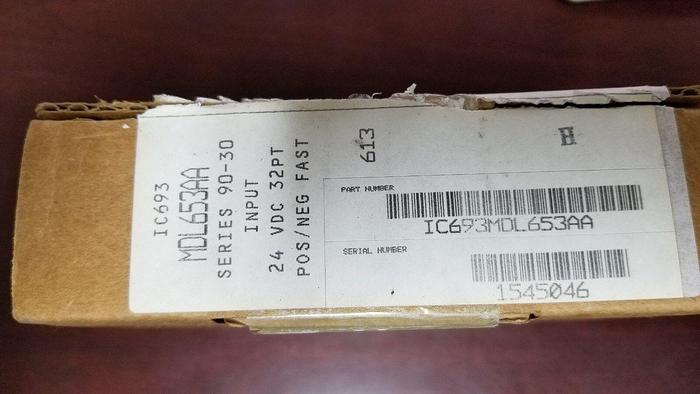 IC693
MDL653AA
SERIES 90-30
INPUT
24 VDC 32PT
POS/NEG FAST
613
H
PART NUMBER
IC693MDL653AA
SERIAL NUMBER
1545046